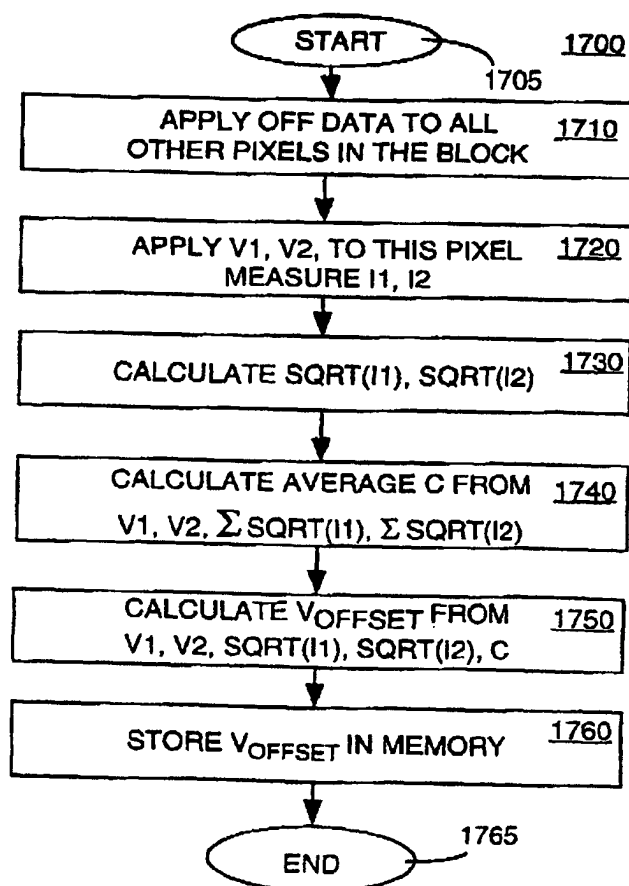 START
1700
1705
APPLY OFF DATA TO ALL
OTHER PIXELS IN THE BLOCK
1710
APPLY V1, V2, TO THIS PIXEL
MEASURE I1, I2
1720
CALCULATE SQRT(I1), SQRT(I2)
1730
CALCULATE AVERAGE C FROM
V1, V2, Σ SQRT(I1), Σ SQRT(I2)
1740
CALCULATE VOFFSET FROM
V1, V2, SQRT(I1), SQRT(I2), C
1750
STORE VOFFSET IN MEMORY
1760
END
1765